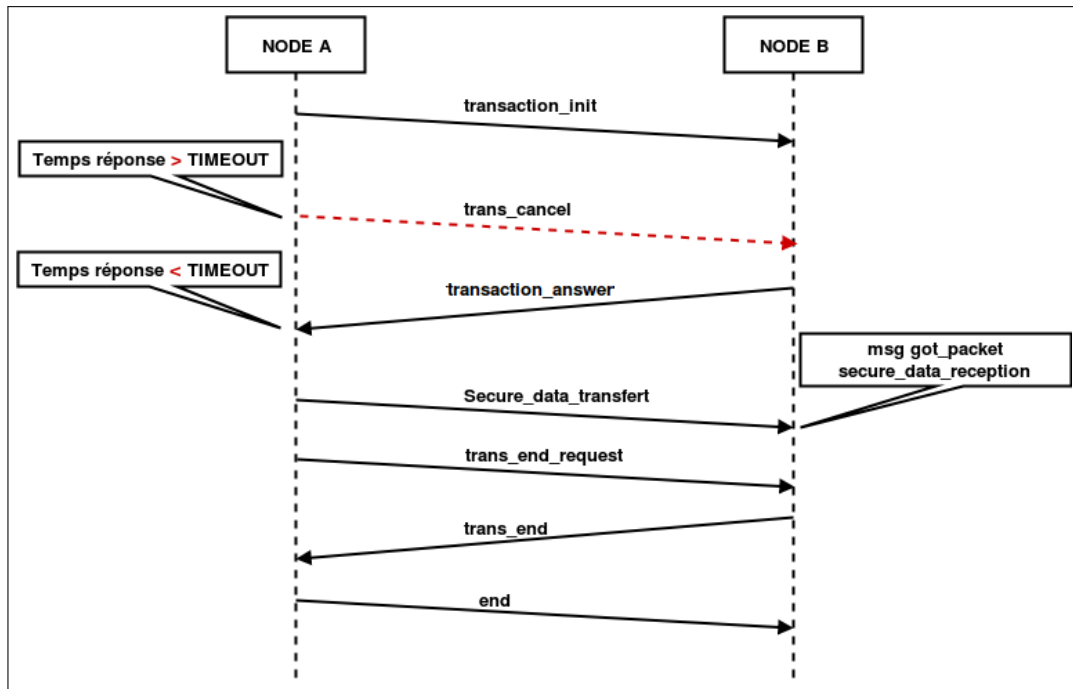 NODE A
NODE B
transaction_init
Temps réponse > TIMEOUT
trans_cancel
Temps réponse < TIMEOUT
transaction_answer
msg got_packet
secure_data_reception
Secure_data_transfert
trans_end_request
trans_end
end